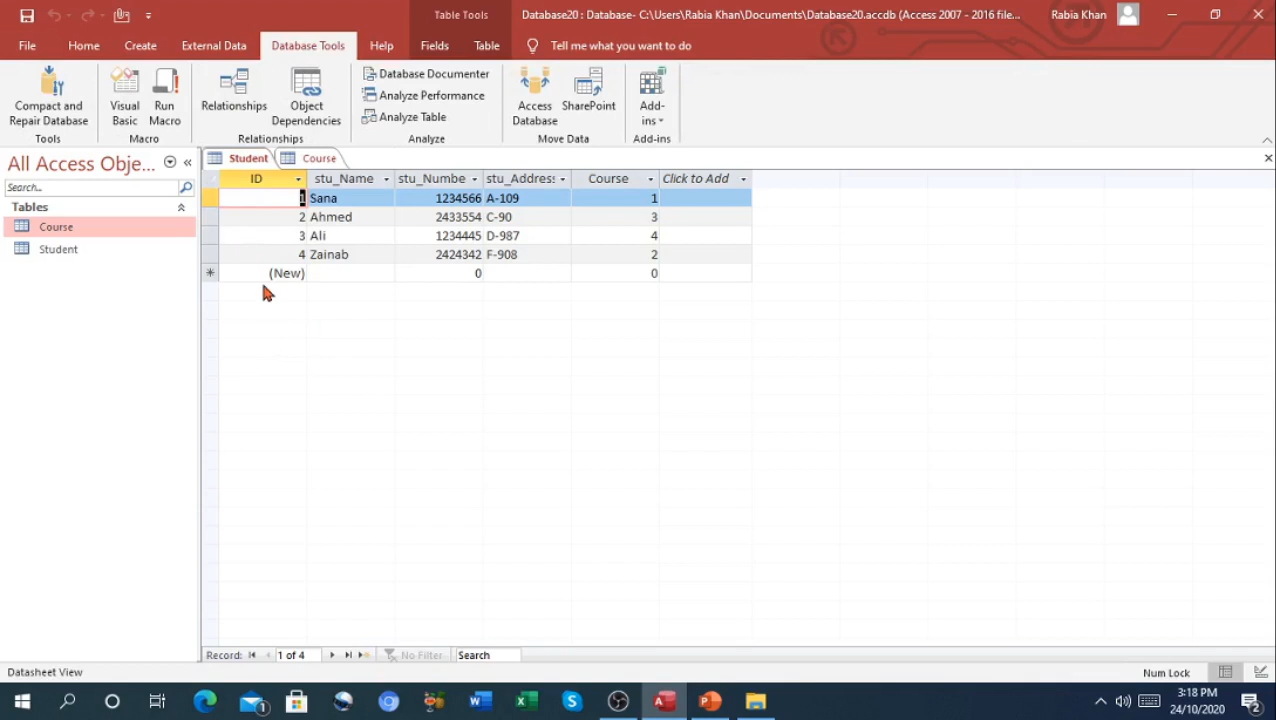 Table Tools
Database20 : Database- C:\Users\Rabia Khan\Documents\Database20.accdb (Access 2007 - 2016 file...
Rabia Khan
File Home Create External Data Database Tools Help Fields Table Tell me what you want to do
Compact and Repair Database
Visual Basic
Run Macro
Relationships
Object Dependencies
Database Documenter
Analyze Performance
Analyze Table
Access Database
SharePoint
Add-ins
Tools Macro Relationships Analyze Move Data Add-ins
All Access Obje... «
Search...
Tables
Course
Student
Student Course
ID stu_Name stu_Numbe stu_Address Course Click to Add
1 Sana 1234566 A-109 1
2 Ahmed 2433554 C-90 3
3 Ali 1234445 D-987 4
4 Zainab 2424342 F-908 2
* (New) 0 0
Record: 1 of 4 No Filter Search
Datasheet View Num Lock
1
3:18 PM
24/10/2020
2